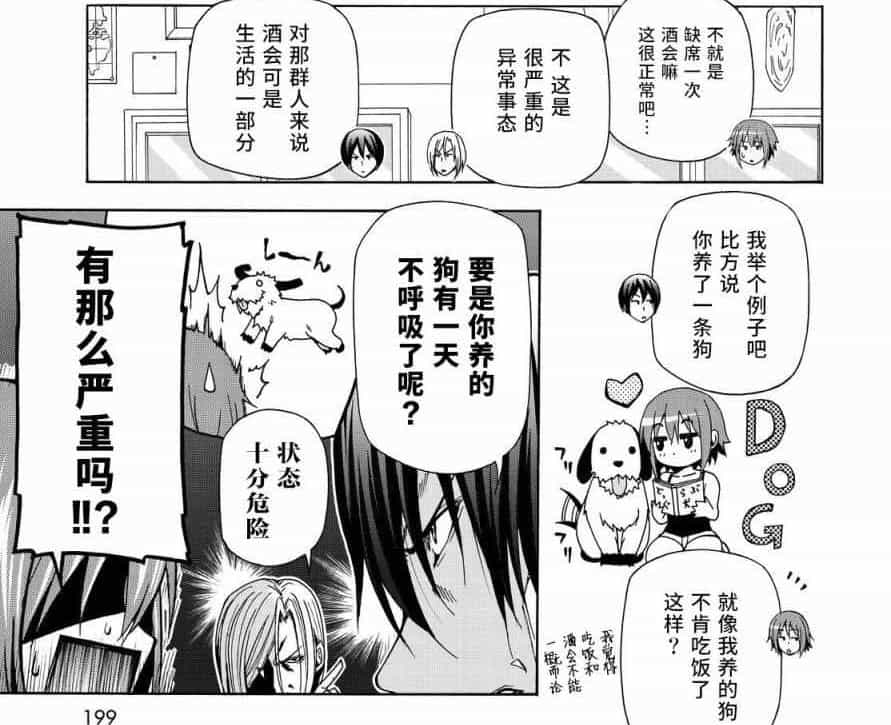 不就是
缺席一次
酒会嘛
这很正常吧…
不 这是
很严重的
异常事态
对那群人来说
酒会可是
生活的一部分
我举个例子吧
比方说
你养了一条狗
DOG
就像我养的狗
不肯吃饭了
这样？
我觉得
吃饭和
酒会不能
一概而论
要是你养的
狗有一天
不呼吸了呢？
し〜ん
状态
十分危险
有那么严重吗!!?
199